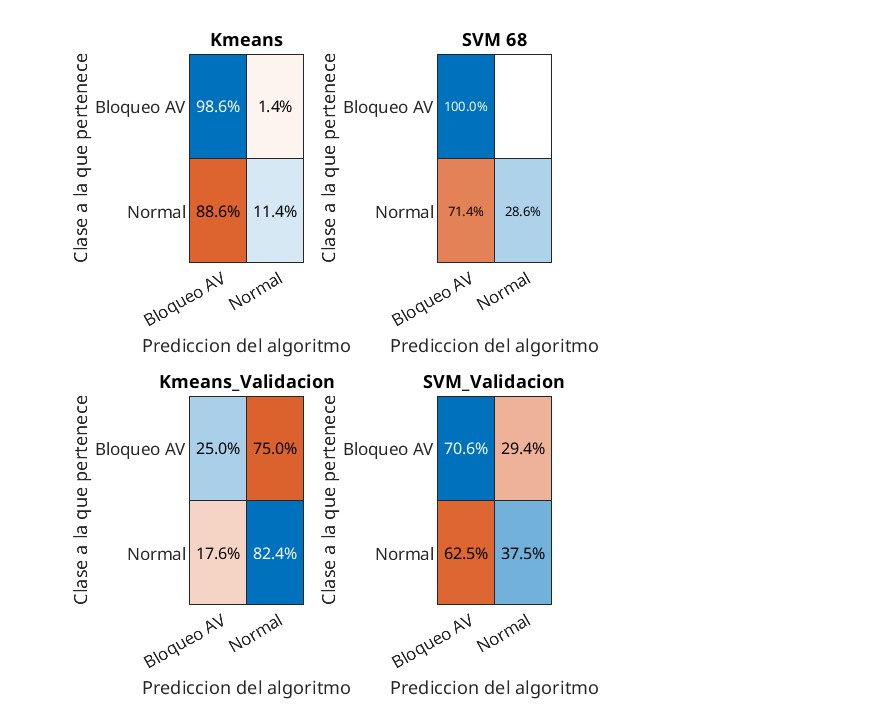 Kmeans
Clase a la que pertenece
Bloqueo AV
98.6%
1.4%
Normal
88.6%
11.4%
Bloqueo AV
Normal
Prediccion del algoritmo
SVM 68
Clase a la que pertenece
Bloqueo AV
100.0%
Normal
71.4%
28.6%
Bloqueo AV
Normal
Prediccion del algoritmo
Kmeans_Validacion
Clase a la que pertenece
Bloqueo AV
25.0%
75.0%
Normal
17.6%
82.4%
Bloqueo AV
Normal
Prediccion del algoritmo
SVM_Validacion
Clase a la que pertenece
Bloqueo AV
70.6%
29.4%
Normal
62.5%
37.5%
Bloqueo AV
Normal
Prediccion del algoritmo